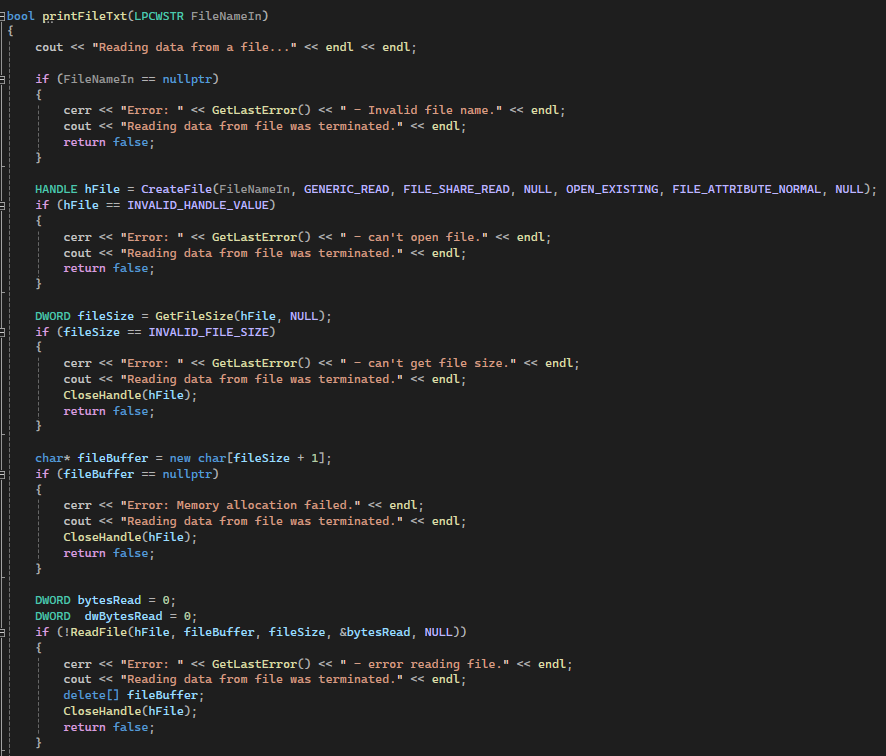 bool printFileTxt(LPCWSTR FileNameIn)
{
    cout << "Reading data from a file..." << endl << endl;

    if (FileNameIn == nullptr)
    {
        cerr << "Error: " << GetLastError() << " - Invalid file name." << endl;
        cout << "Reading data from file was terminated." << endl;
        return false;
    }

    HANDLE hFile = CreateFile(FileNameIn, GENERIC_READ, FILE_SHARE_READ, NULL, OPEN_EXISTING, FILE_ATTRIBUTE_NORMAL, NULL);
    if (hFile == INVALID_HANDLE_VALUE)
    {
        cerr << "Error: " << GetLastError() << " - can't open file." << endl;
        cout << "Reading data from file was terminated." << endl;
        return false;
    }

    DWORD fileSize = GetFileSize(hFile, NULL);
    if (fileSize == INVALID_FILE_SIZE)
    {
        cerr << "Error: " << GetLastError() << " - can't get file size." << endl;
        cout << "Reading data from file was terminated." << endl;
        CloseHandle(hFile);
        return false;
    }

    char* fileBuffer = new char[fileSize + 1];
    if (fileBuffer == nullptr)
    {
        cerr << "Error: Memory allocation failed." << endl;
        cout << "Reading data from file was terminated." << endl;
        CloseHandle(hFile);
        return false;
    }

    DWORD bytesRead = 0;
    DWORD  dwBytesRead = 0;
    if (!ReadFile(hFile, fileBuffer, fileSize, &bytesRead, NULL))
    {
        cerr << "Error: " << GetLastError() << " - error reading file." << endl;
        cout << "Reading data from file was terminated." << endl;
        delete[] fileBuffer;
        CloseHandle(hFile);
        return false;
    }